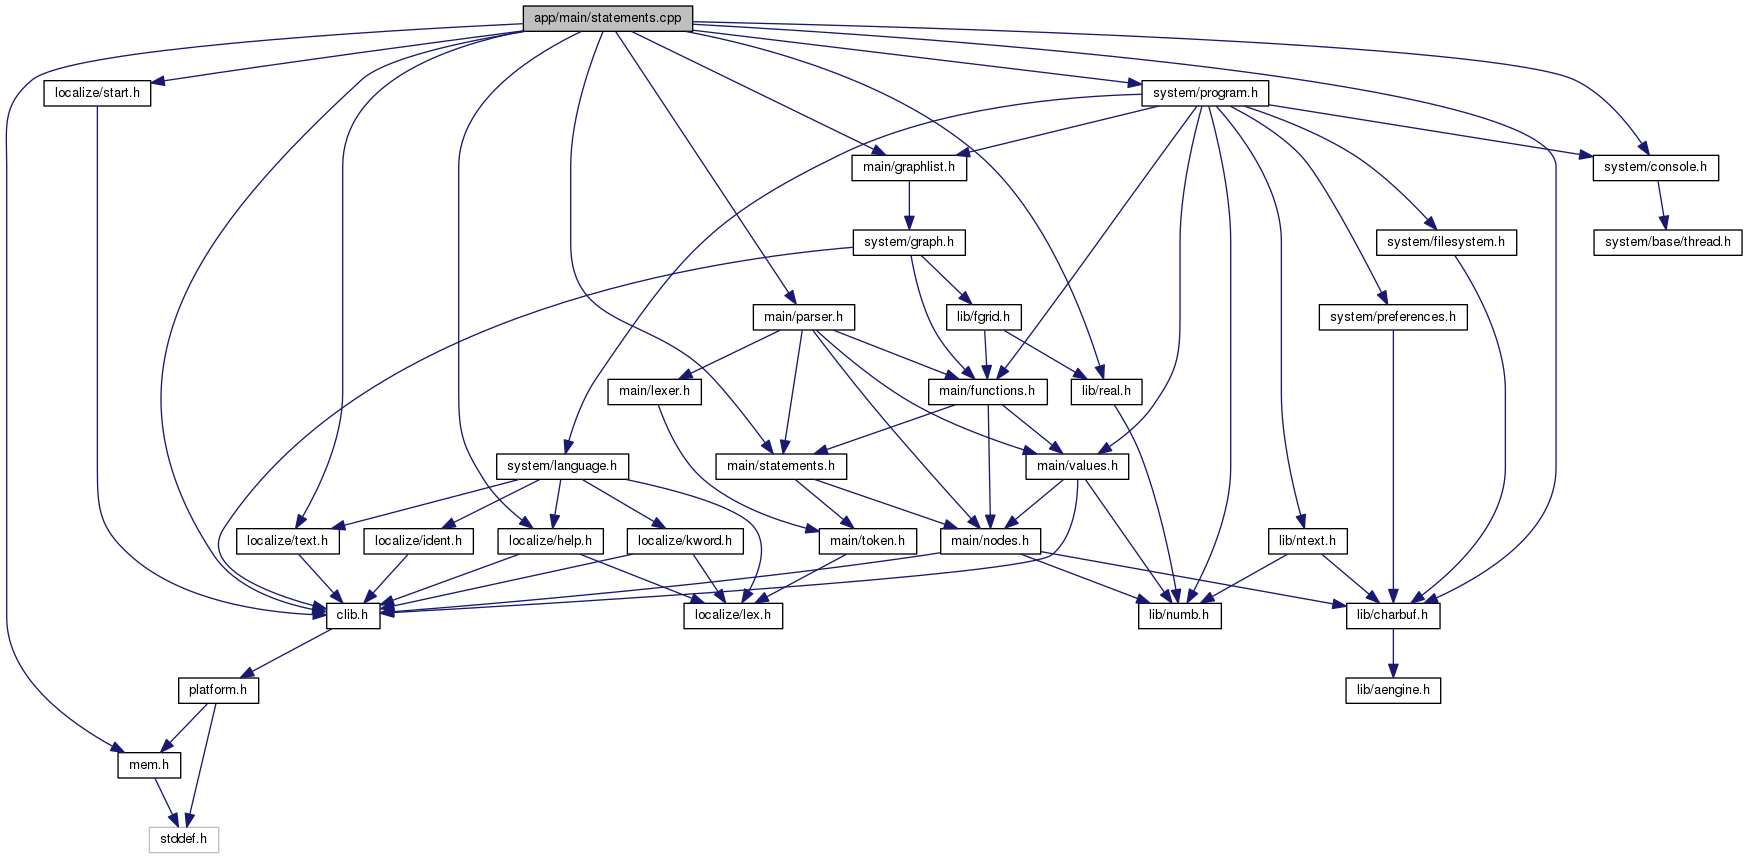 app/main/statements.cpp
localize/start.h
system/program.h
main/graphlist.h
system/console.h
system/graph.h
system/filesystem.h
system/base/thread.h
main/parser.h
lib/fgrid.h
system/preferences.h
main/lexer.h
main/functions.h
lib/real.h
system/language.h
main/statements.h
main/values.h
localize/text.h
localize/ident.h
localize/help.h
localize/kword.h
main/token.h
main/nodes.h
lib/ntext.h
clib.h
localize/lex.h
lib/numb.h
lib/charbuf.h
platform.h
lib/aengine.h
mem.h
stddef.h